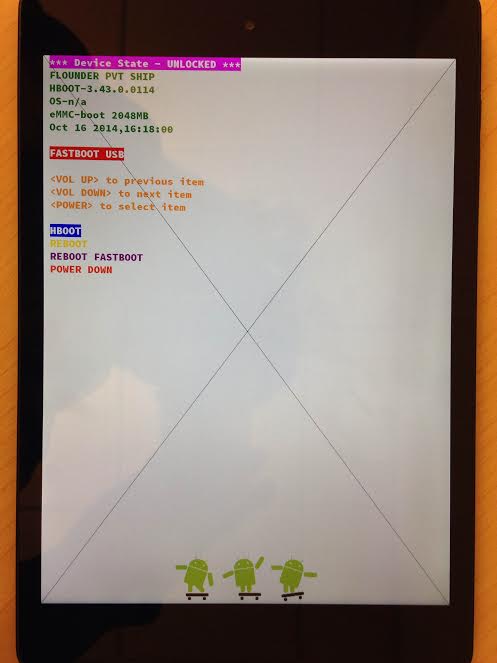 *** Device State - UNLOCKED ***
FLOUNDER PVT SHIP
HBOOT-3.43.0.0114
OS-n/a
eMMC-boot 2048MB
Oct 16 2014,16:18:00
FASTBOOT USB
<VOL UP> to previous item
<VOL DOWN> to next item
<POWER> to select item
HBOOT
REBOOT
REBOOT FASTBOOT
POWER DOWN